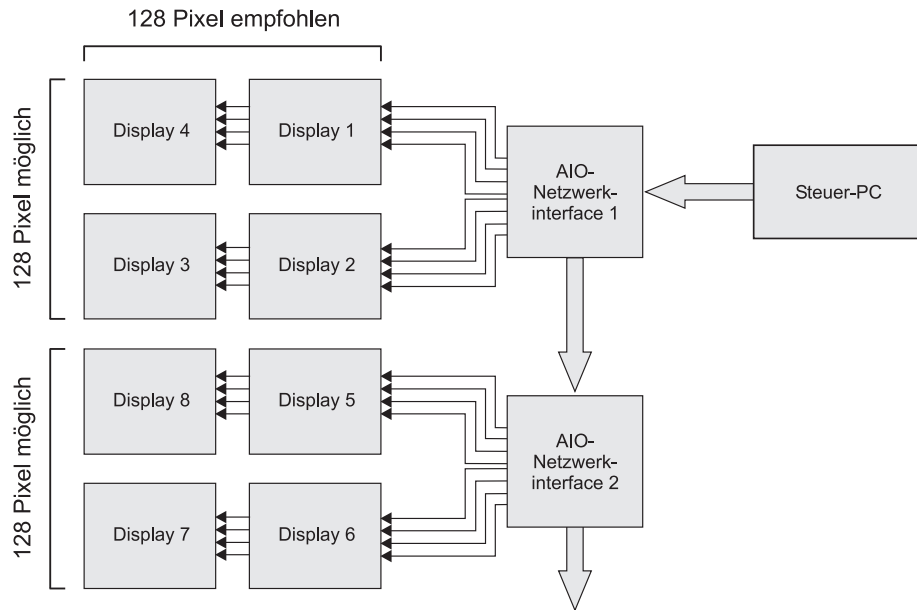 128 Pixel empfohlen
128 Pixel möglich
Display 4
Display 1
Display 3
Display 2
AIO-
Netzwerk-
interface 1
Steuer-PC
128 Pixel möglich
Display 8
Display 5
Display 7
Display 6
AIO-
Netzwerk-
interface 2